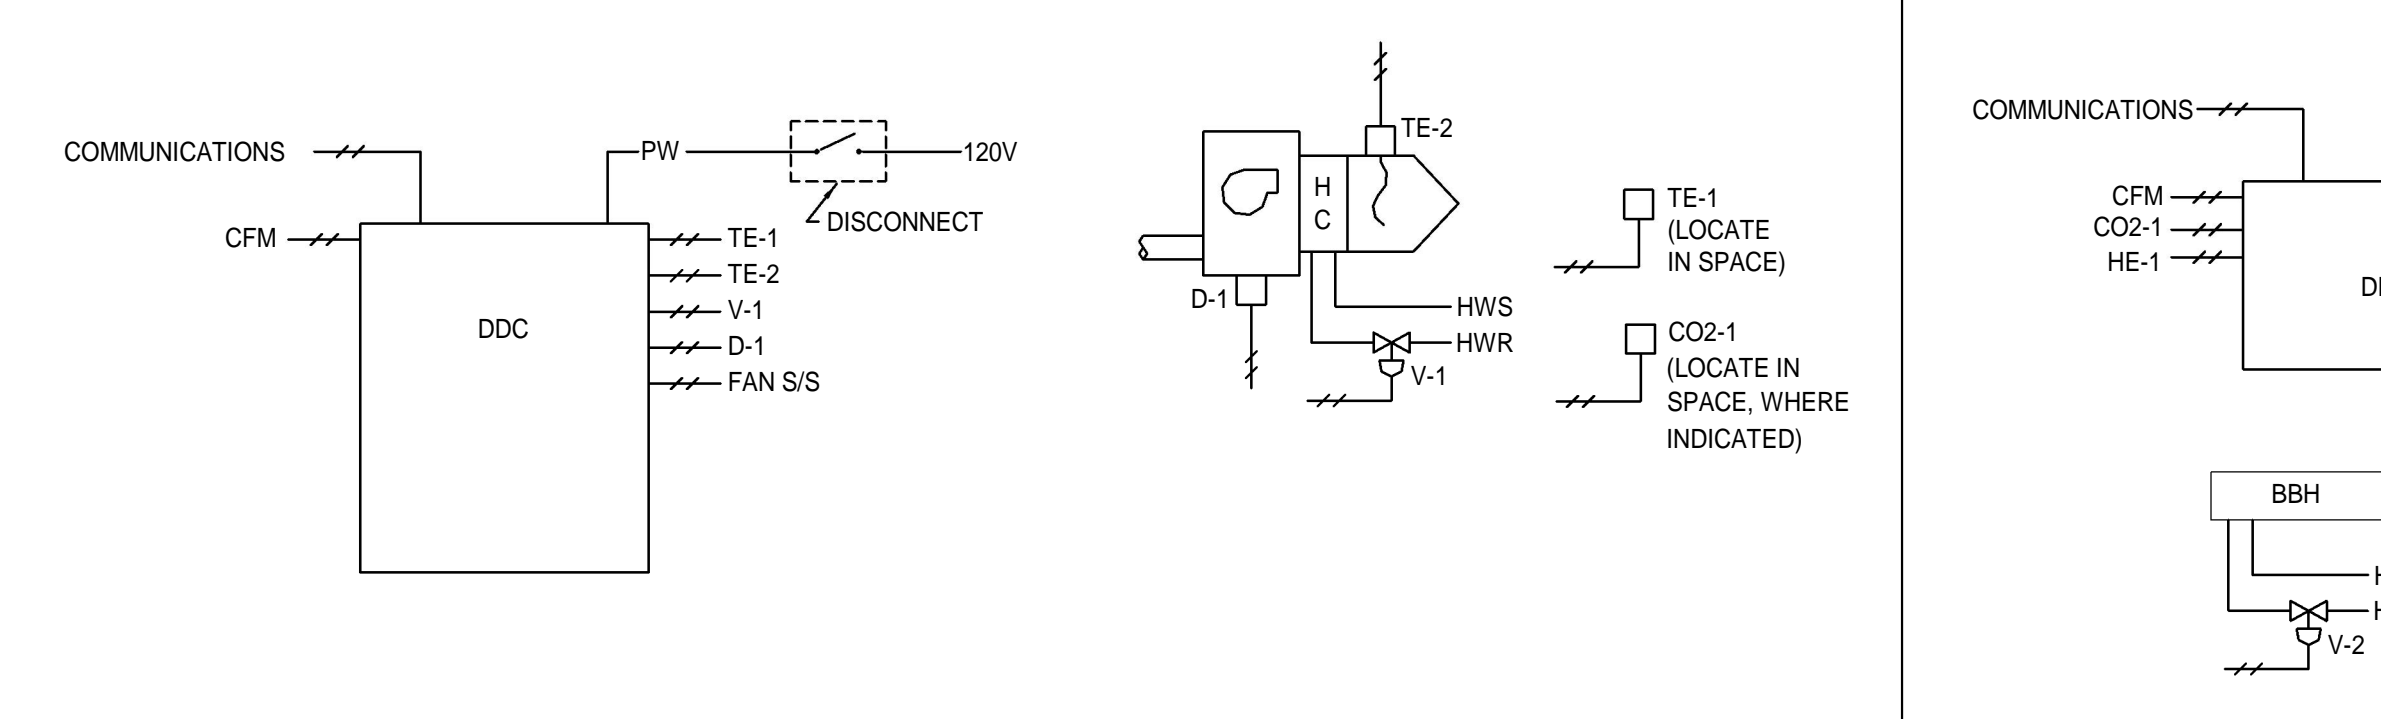 COMMUNICATIONS
PW
120V
DISCONNECT
CFM
TE-1
TE-2
V-1
D-1
FAN S/S
DDC
TE-2
H
C
D-1
HWS
HWR
V-1
TE-1
(LOCATE
IN SPACE)
CO2-1
(LOCATE IN
SPACE, WHERE
INDICATED)
COMMUNICATIONS
CFM
CO2-1
HE-1
BBH
V-2